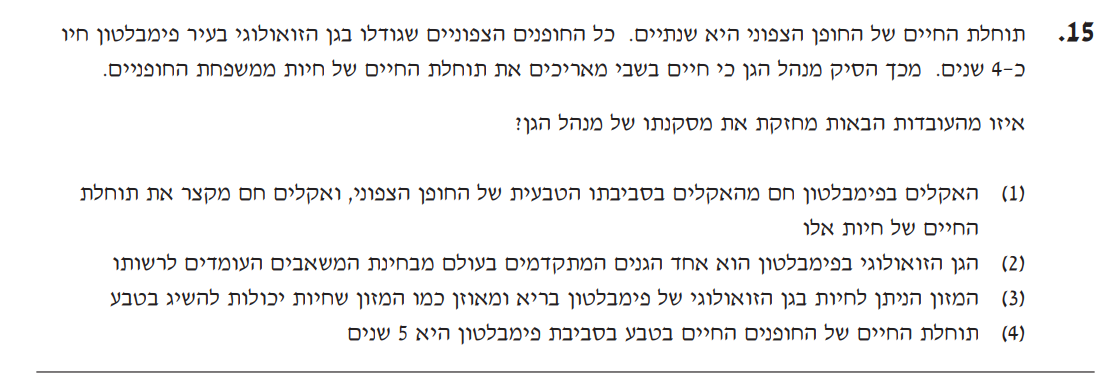 15. תוחלת החיים של החופן הצפוני היא שנתיים. כל החופנים הצפוניים שגודלו בגן הזואולוגי בעיר פימבלטון חיו
כ-4 שנים. מכך הסיק מנהל הגן כי חיים בשבי מאריכים את תוחלת החיים של חיות ממשפחת החופניים.
איזו מהעובדות הבאות מחזקת את מסקנתו של מנהל הגן?
(1) האקלים בפימבלטון חם מהאקלים בסביבתו הטבעית של החופן הצפוני, ואקלים חם מקצר את תוחלת
החיים של חיות אלו
(2) הגן הזואולוגי בפימבלטון הוא אחד הגנים המתקדמים בעולם מבחינת המשאבים העומדים לרשותו
(3) המזון הניתן לחיות בגן הזואולוגי של פימבלטון בריא ומאוזן כמו המזון שחיות יכולות להשיג בטבע
(4) תוחלת החיים של החופנים החיים בטבע בסביבת פימבלטון היא 5 שנים